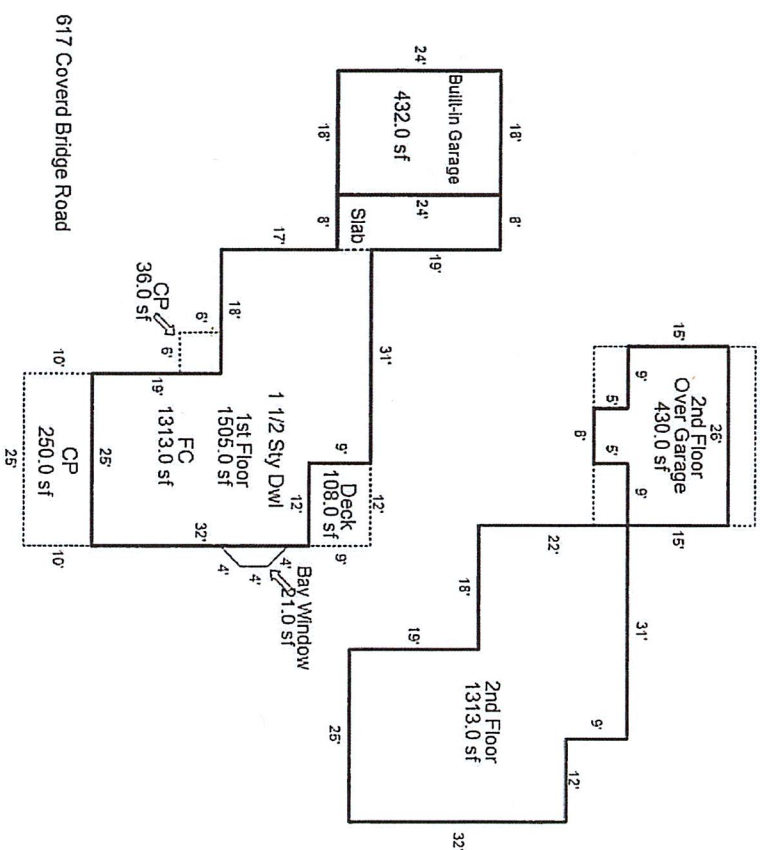 24'
Built-in Garage
432.0 sf
18'
18'
24'
8'
8'
Slab
19'
17'
18'
6'
6'
CP
36.0 sf
31'
9'
12'
Deck
108.0 sf
12'
9'
1 1/2 Sty Dwl
1st Floor
1505.0 sf
FC
1313.0 sf
19'
10'
25'
CP
250.0 sf
25'
10'
32'
4'
4'
4'
Bay Window
21.0 sf
15'
26'
2nd Floor
Over Garage
430.0 sf
9'
5'
8'
5'
9'
15'
22'
31'
18'
19'
9'
12'
2nd Floor
1313.0 sf
25'
32'
617 Coverd Bridge Road